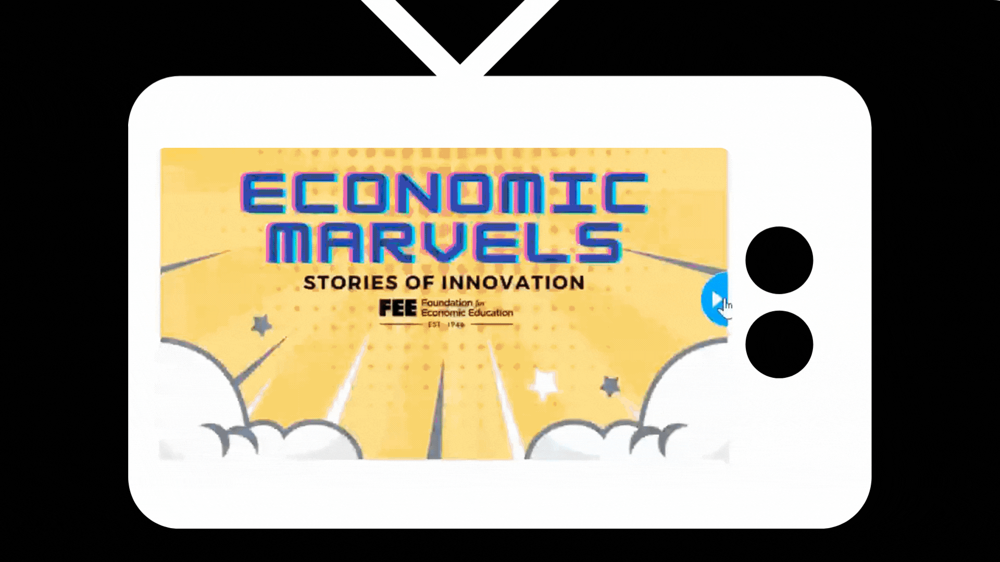 ECONOMIC
MARVELS
STORIES OF INNOVATION
FEE Foundation for
Economic Education
EST 1946